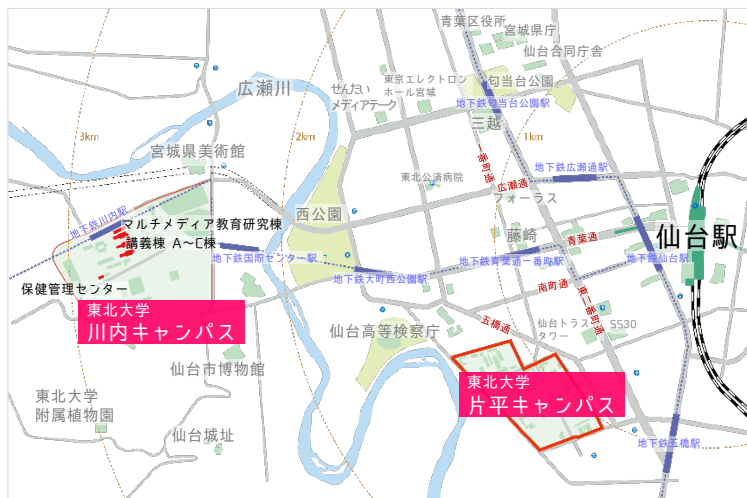 青葉区役所
宮城県庁
仙台合同庁舎
広瀬川
せんだい
メディアテーク
東京エレクトロン
ホール宮城
匂当台公園
地下鉄匂当台公園駅
三越
3km
2km
1km
宮城県美術館
一番町通
東北公済病院
広瀬通
地下鉄広瀬通駅
フォーラス
地下鉄川内駅
マルチメディア教育研究棟
講義棟 A〜C棟
西公園
藤崎
青葉通
仙台駅
地下鉄国際センター駅
地下鉄青葉通一番町駅
地下鉄仙台駅
地下鉄大町西公園駅
南町通
保健管理センター
東二番町通
東北大学
川内キャンパス
仙台高等検察庁
五橋通
仙台トラスト
タワー
SS30
仙台市博物館
東北大学
片平キャンパス
東北大学
附属植物園
仙台城址
地下鉄五橋駅